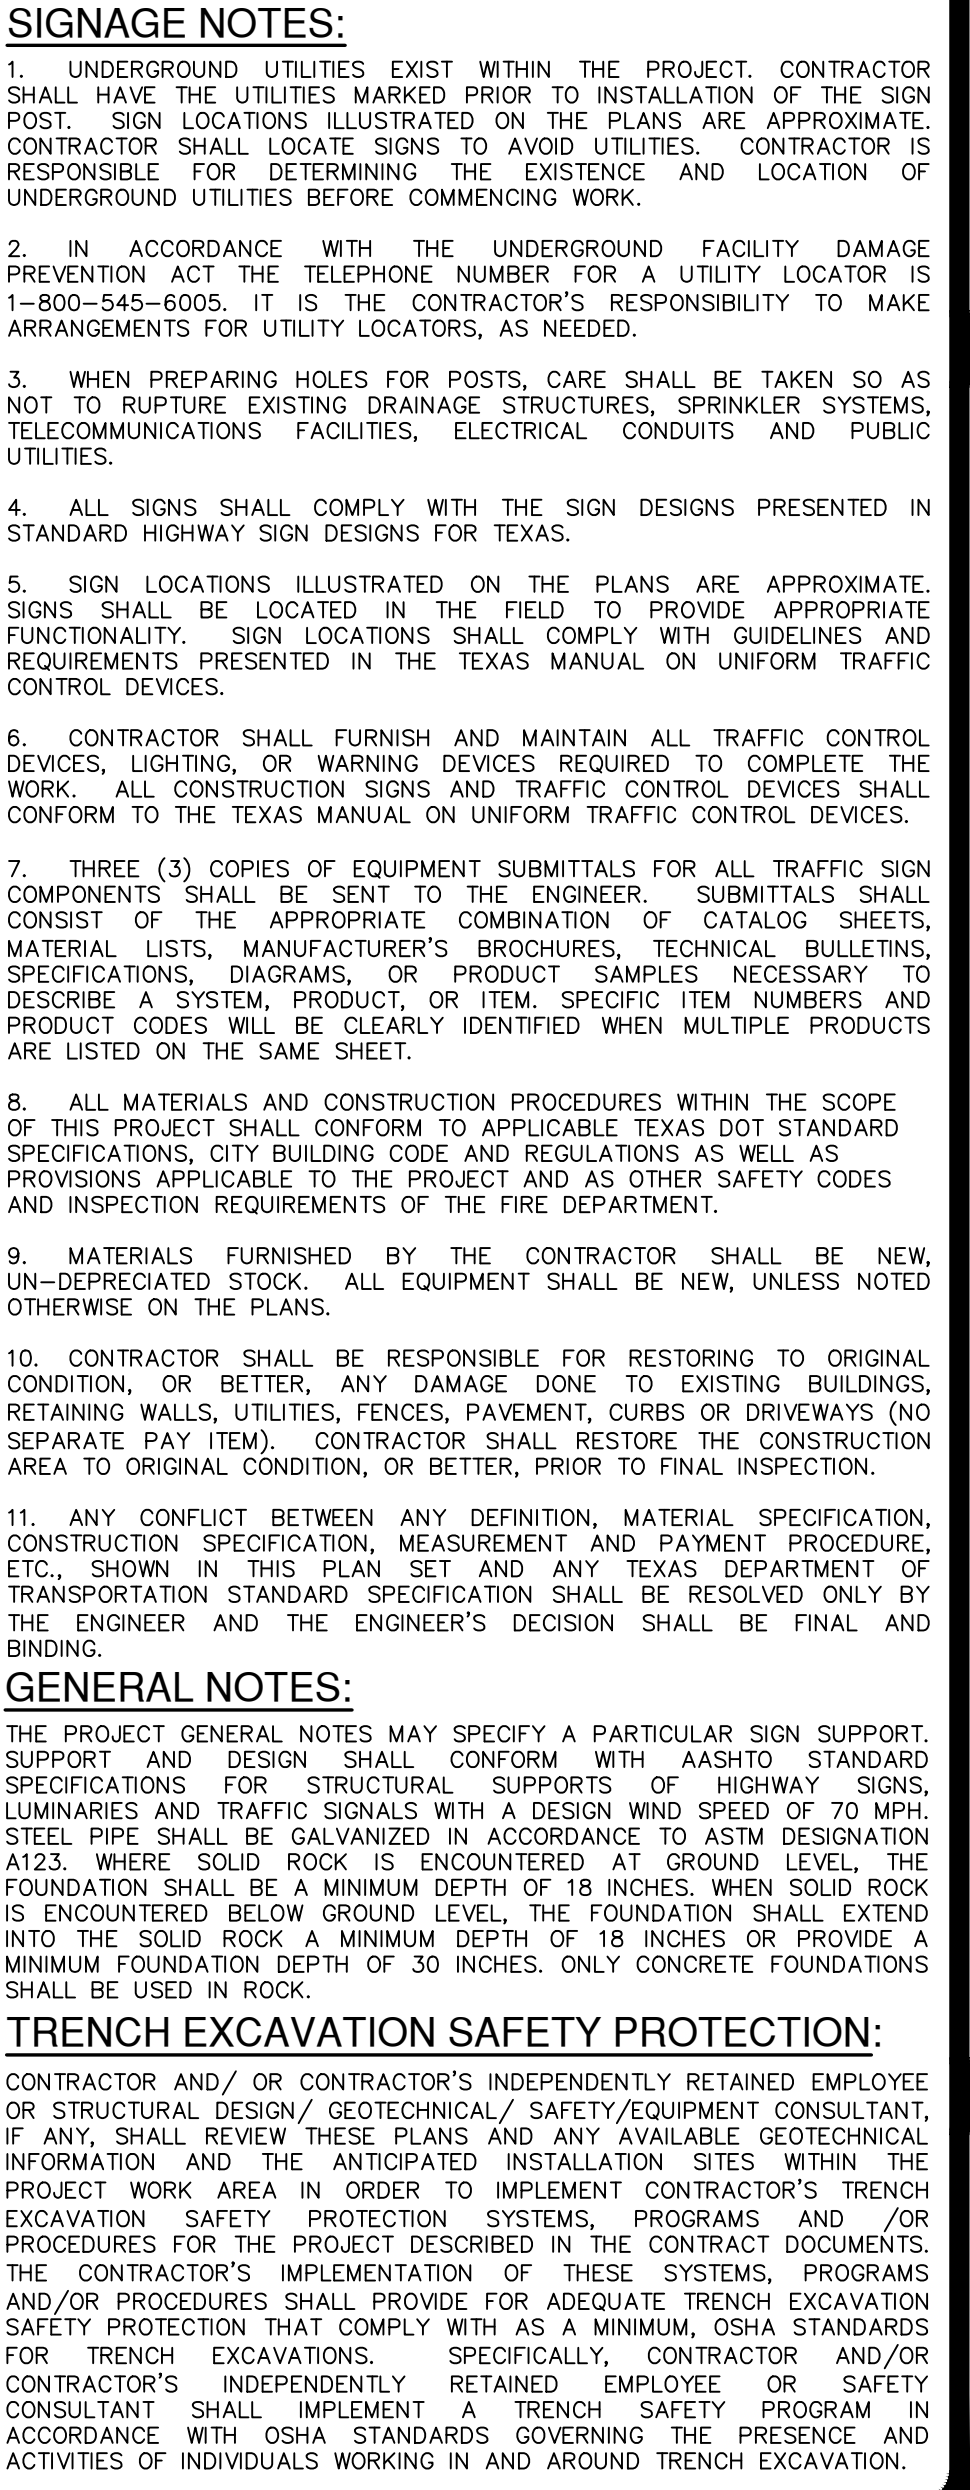 SIGNAGE NOTES:
1. UNDERGROUND UTILITIES EXIST WITHIN THE PROJECT. CONTRACTOR
SHALL HAVE THE UTILITIES MARKED PRIOR TO INSTALLATION OF THE SIGN
POST. SIGN LOCATIONS ILLUSTRATED ON THE PLANS ARE APPROXIMATE.
CONTRACTOR SHALL LOCATE SIGNS TO AVOID UTILITIES. CONTRACTOR IS
RESPONSIBLE FOR DETERMINING THE EXISTENCE AND LOCATION OF
UNDERGROUND UTILITIES BEFORE COMMENCING WORK.
2. IN ACCORDANCE WITH THE UNDERGROUND FACILITY DAMAGE
PREVENTION ACT THE TELEPHONE NUMBER FOR A UTILITY LOCATOR IS
1-800-545-6005. IT IS THE CONTRACTOR'S RESPONSIBILITY TO MAKE
ARRANGEMENTS FOR UTILITY LOCATORS, AS NEEDED.
3. WHEN PREPARING HOLES FOR POSTS, CARE SHALL BE TAKEN SO AS
NOT TO RUPTURE EXISTING DRAINAGE STRUCTURES, SPRINKLER SYSTEMS,
TELECOMMUNICATIONS FACILITIES, ELECTRICAL CONDUITS AND PUBLIC
UTILITIES.
4. ALL SIGNS SHALL COMPLY WITH THE SIGN DESIGNS PRESENTED IN
STANDARD HIGHWAY SIGN DESIGNS FOR TEXAS.
5. SIGN LOCATIONS ILLUSTRATED ON THE PLANS ARE APPROXIMATE.
SIGNS SHALL BE LOCATED IN THE FIELD TO PROVIDE APPROPRIATE
FUNCTIONALITY. SIGN LOCATIONS SHALL COMPLY WITH GUIDELINES AND
REQUIREMENTS PRESENTED IN THE TEXAS MANUAL ON UNIFORM TRAFFIC
CONTROL DEVICES.
6. CONTRACTOR SHALL FURNISH AND MAINTAIN ALL TRAFFIC CONTROL
DEVICES, LIGHTING, OR WARNING DEVICES REQUIRED TO COMPLETE THE
WORK. ALL CONSTRUCTION SIGNS AND TRAFFIC CONTROL DEVICES SHALL
CONFORM TO THE TEXAS MANUAL ON UNIFORM TRAFFIC CONTROL DEVICES.
7. THREE (3) COPIES OF EQUIPMENT SUBMITTALS FOR ALL TRAFFIC SIGN
COMPONENTS SHALL BE SENT TO THE ENGINEER. SUBMITTALS SHALL
CONSIST OF THE APPROPRIATE COMBINATION OF CATALOG SHEETS,
MATERIAL LISTS, MANUFACTURER'S BROCHURES, TECHNICAL BULLETINS,
SPECIFICATIONS, DIAGRAMS, OR PRODUCT SAMPLES NECESSARY TO
DESCRIBE A SYSTEM, PRODUCT, OR ITEM. SPECIFIC ITEM NUMBERS AND
PRODUCT CODES WILL BE CLEARLY IDENTIFIED WHEN MULTIPLE PRODUCTS
ARE LISTED ON THE SAME SHEET.
8. ALL MATERIALS AND CONSTRUCTION PROCEDURES WITHIN THE SCOPE
OF THIS PROJECT SHALL CONFORM TO APPLICABLE TEXAS DOT STANDARD
SPECIFICATIONS, CITY BUILDING CODE AND REGULATIONS AS WELL AS
PROVISIONS APPLICABLE TO THE PROJECT AND AS OTHER SAFETY CODES
AND INSPECTION REQUIREMENTS OF THE FIRE DEPARTMENT.
9. MATERIALS FURNISHED BY THE CONTRACTOR SHALL BE NEW,
UN-DEPRECIATED STOCK. ALL EQUIPMENT SHALL BE NEW, UNLESS NOTED
OTHERWISE ON THE PLANS.
10. CONTRACTOR SHALL BE RESPONSIBLE FOR RESTORING TO ORIGINAL
CONDITION, OR BETTER, ANY DAMAGE DONE TO EXISTING BUILDINGS,
RETAINING WALLS, UTILITIES, FENCES, PAVEMENT, CURBS OR DRIVEWAYS (NO
SEPARATE PAY ITEM). CONTRACTOR SHALL RESTORE THE CONSTRUCTION
AREA TO ORIGINAL CONDITION, OR BETTER, PRIOR TO FINAL INSPECTION.
11. ANY CONFLICT BETWEEN ANY DEFINITION, MATERIAL SPECIFICATION,
CONSTRUCTION SPECIFICATION, MEASUREMENT AND PAYMENT PROCEDURE,
ETC., SHOWN IN THIS PLAN SET AND ANY TEXAS DEPARTMENT OF
TRANSPORTATION STANDARD SPECIFICATION SHALL BE RESOLVED ONLY BY
THE ENGINEER AND THE ENGINEER'S DECISION SHALL BE FINAL AND
BINDING.
GENERAL NOTES:
THE PROJECT GENERAL NOTES MAY SPECIFY A PARTICULAR SIGN SUPPORT.
SUPPORT AND DESIGN SHALL CONFORM WITH AASHTO STANDARD
SPECIFICATIONS FOR STRUCTURAL SUPPORTS OF HIGHWAY SIGNS,
LUMINARIES AND TRAFFIC SIGNALS WITH A DESIGN WIND SPEED OF 70 MPH.
STEEL PIPE SHALL BE GALVANIZED IN ACCORDANCE TO ASTM DESIGNATION
A123. WHERE SOLID ROCK IS ENCOUNTERED AT GROUND LEVEL, THE
FOUNDATION SHALL BE A MINIMUM DEPTH OF 18 INCHES. WHEN SOLID ROCK
IS ENCOUNTERED BELOW GROUND LEVEL, THE FOUNDATION SHALL EXTEND
INTO THE SOLID ROCK A MINIMUM DEPTH OF 18 INCHES OR PROVIDE A
MINIMUM FOUNDATION DEPTH OF 30 INCHES. ONLY CONCRETE FOUNDATIONS
SHALL BE USED IN ROCK.
TRENCH EXCAVATION SAFETY PROTECTION:
CONTRACTOR AND/ OR CONTRACTOR'S INDEPENDENTLY RETAINED EMPLOYEE
OR STRUCTURAL DESIGN/ GEOTECHNICAL/ SAFETY/EQUIPMENT CONSULTANT,
IF ANY, SHALL REVIEW THESE PLANS AND ANY AVAILABLE GEOTECHNICAL
INFORMATION AND THE ANTICIPATED INSTALLATION SITES WITHIN THE
PROJECT WORK AREA IN ORDER TO IMPLEMENT CONTRACTOR'S TRENCH
EXCAVATION SAFETY PROTECTION SYSTEMS, PROGRAMS AND /OR
PROCEDURES FOR THE PROJECT DESCRIBED IN THE CONTRACT DOCUMENTS.
THE CONTRACTOR'S IMPLEMENTATION OF THESE SYSTEMS, PROGRAMS
AND/OR PROCEDURES SHALL PROVIDE FOR ADEQUATE TRENCH EXCAVATION
SAFETY PROTECTION THAT COMPLY WITH AS A MINIMUM, OSHA STANDARDS
FOR TRENCH EXCAVATIONS. SPECIFICALLY, CONTRACTOR AND/OR
CONTRACTOR'S INDEPENDENTLY RETAINED EMPLOYEE OR SAFETY
CONSULTANT SHALL IMPLEMENT A TRENCH SAFETY PROGRAM IN
ACCORDANCE WITH OSHA STANDARDS GOVERNING THE PRESENCE AND
ACTIVITIES OF INDIVIDUALS WORKING IN AND AROUND TRENCH EXCAVATION.